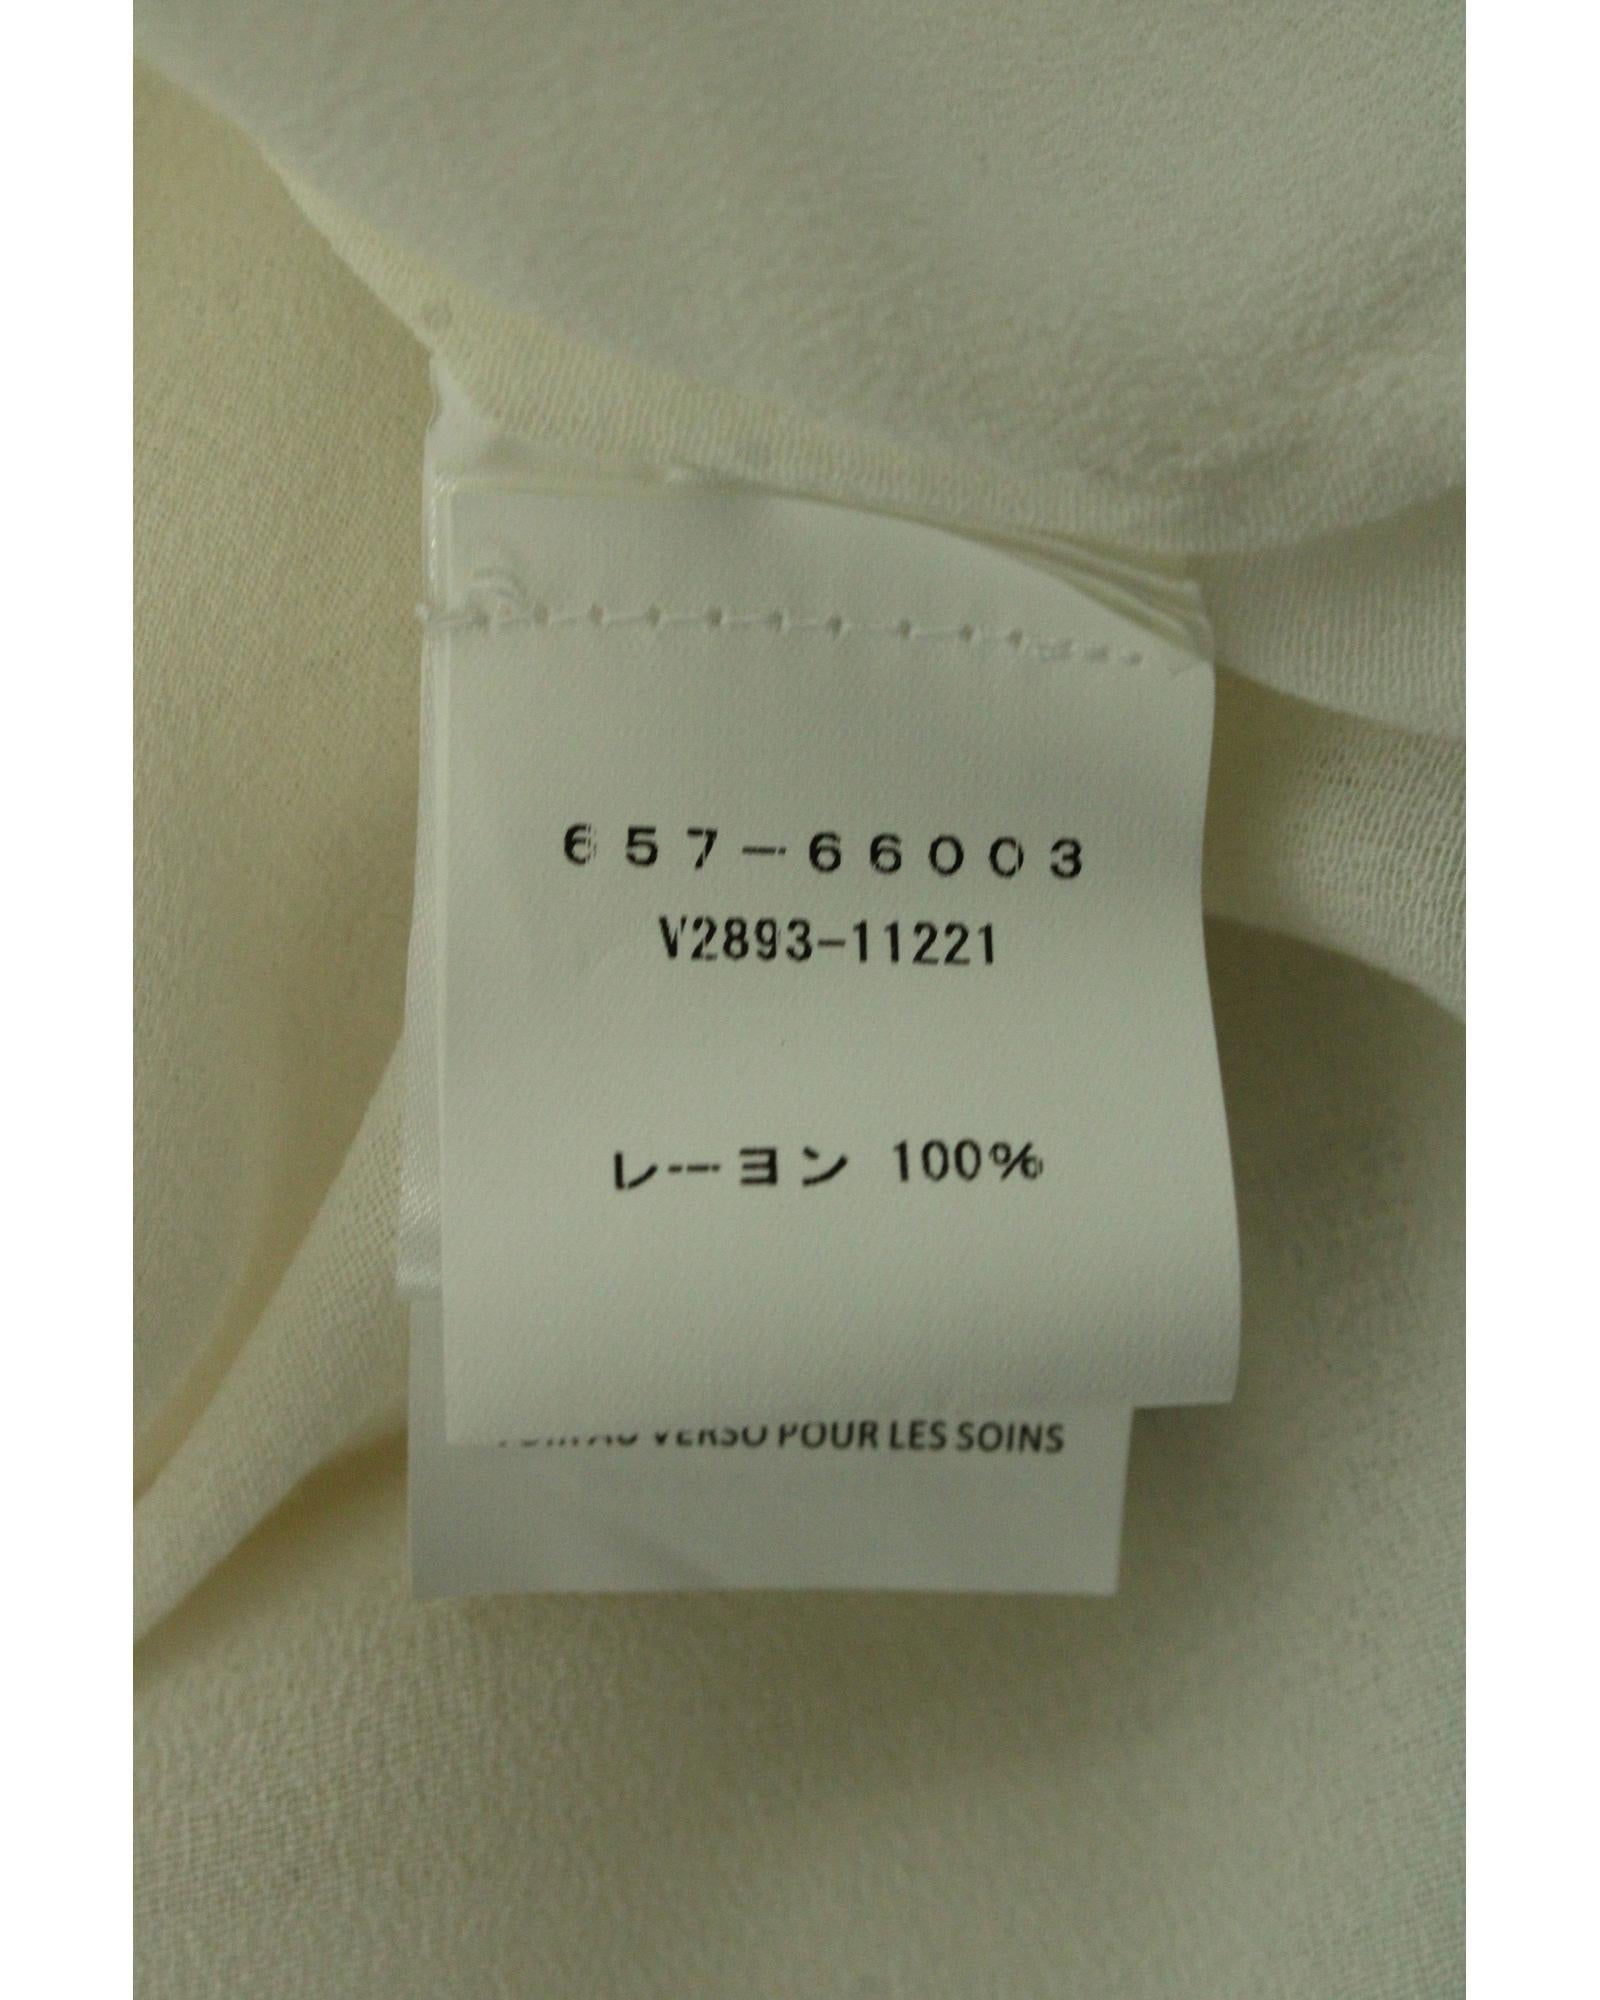 657-66003
V2893-11221
レーヨン 100%
AU VERSO POUR LES SOINS